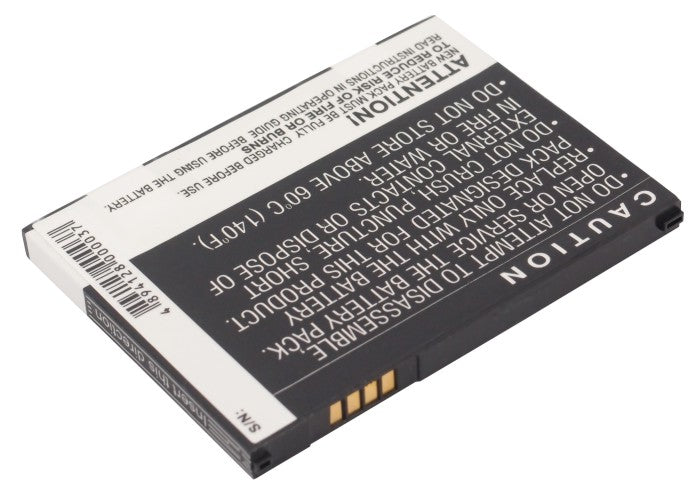 CAUTION
•DO NOT ATTEMPT TO DISASSEMBLE,
OPEN OR SERVICE THE BATTERY PACK.
•REPLACE ONLY WITH THE BATTERY
PACK DESIGNATED FOR THIS PRODUCT.
•DO NOT CRUSH, PUNCTURE, SHORT
EXTERNAL CONTACTS OR DISPOSE OF
IN FIRE OR WATER.
•DO NOT STORE ABOVE 60°C (140°F).
ATTENTION!
TO REDUCE RISK OF FIRE OR BURNS
NEW BATTERY PACK MUST BE FULLY CHARGED BEFORE USE.
READ INSTRUCTIONS IN OPERATING GUIDE BEFORE USING THE BATTERY.
4894128000037
S/N:
Insert this direction